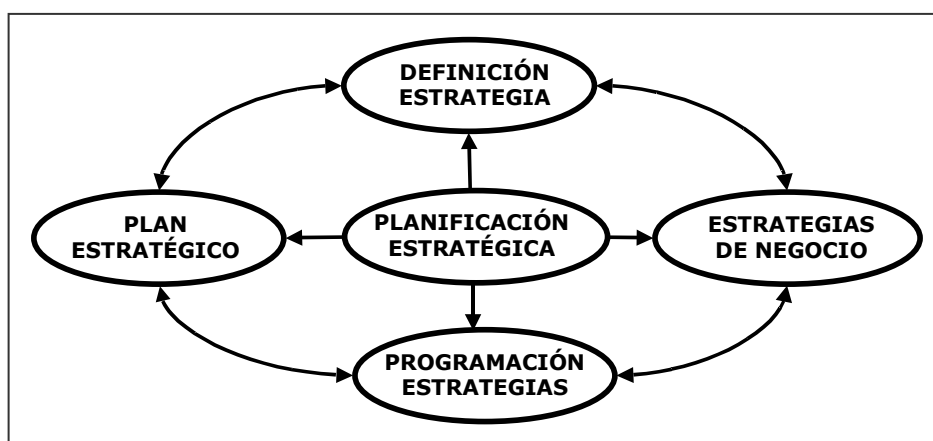 DEFINICIÓN
ESTRATEGIA
PLAN
ESTRATÉGICO
PLANIFICACIÓN
ESTRATÉGICA
ESTRATEGIAS
DE NEGOCIO
PROGRAMACIÓN
ESTRATEGIAS